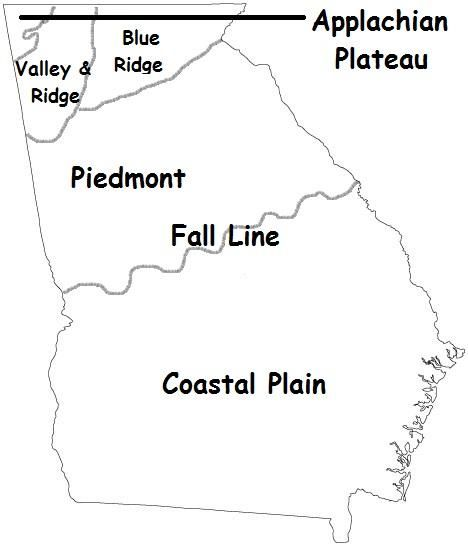 Applachian
Plateau
Blue
Ridge
Valley &
Ridge
Piedmont
Fall Line
Coastal Plain